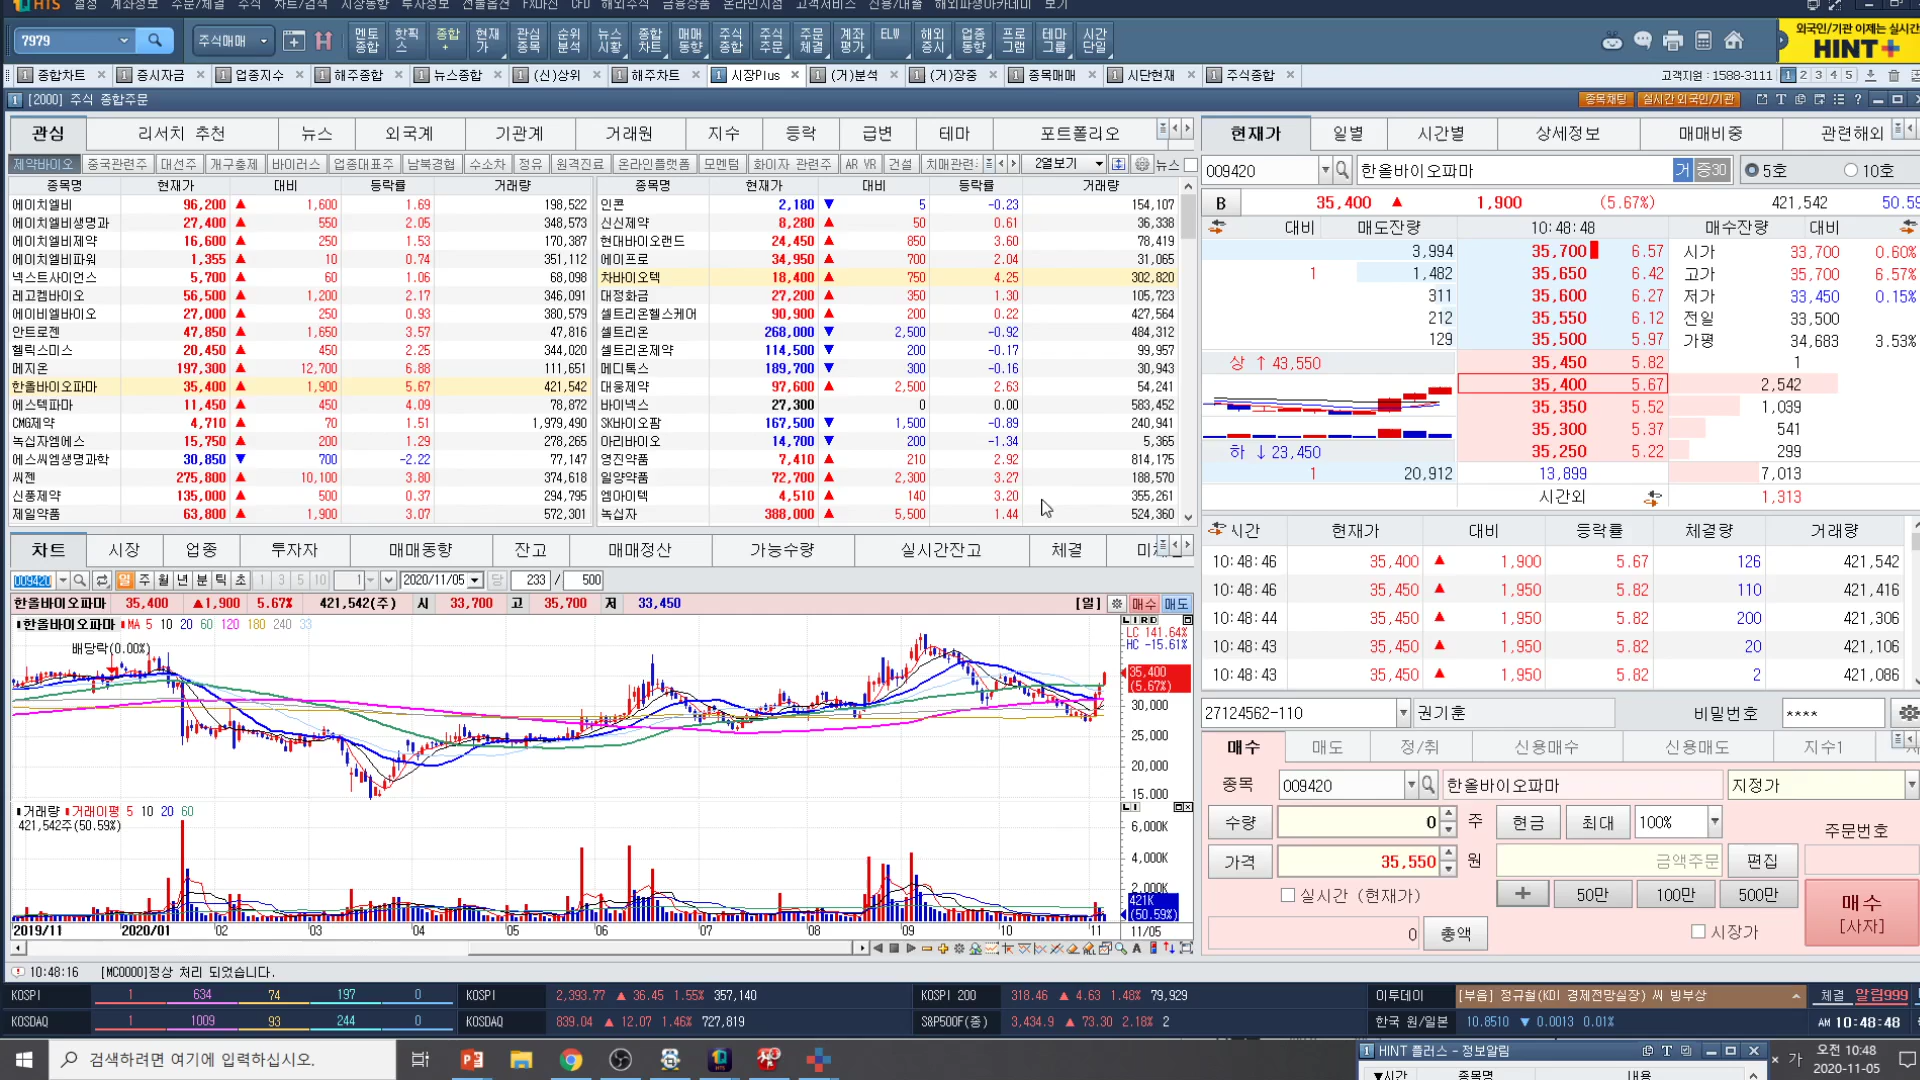 HTS 설정 계좌정보 주문/체결 주식 차트/검색 시장동향 투자정보 선물옵션 FX마진 CFD 해외주식 금융상품 온라인지점 고객서비스 신용/대출 해외파생아카데미 보기
7979 주식매매 멘토종합 핫픽스 종합+ 현재가 관심종목 순위분석 뉴스시황 종합차트 매매동향 주식종합 주식주문 주문체결 계좌평가 ELW 해외증시 업종동향 프로그램 테마그룹 시간단일
외국인/기관 이제는 실시간
HINT+
1 종합차트 × 1 증시자금 × 1 업종지수 × 1 해주종합 × 1 뉴스종합 × 1 (신)상위 × 1 해주차트 × 1 시장Plus × 1 (거)분석 × 1 (거)장중 × 1 종목매매 × 1 시단현재 × 1 주식종합 × 고객지원 : 1588-3111 1 2 3 4 5
1 [2000] 주식 종합주문 종목채팅 실시간 외국인/기관
관심 리서치 추천 뉴스 외국계 기관계 거래원 지수 등락 급변 테마 포트폴리오
제약바이오 중국관련주 대선주 개구충제 바이러스 업종대표주 남북경협 수소차 정유 원격진료 온라인플랫폼 모멘텀 화이자 관련주 AR VR 건설 치매관련 2열보기 뉴스
종목명 현재가 대비 등락률 거래량 종목명 현재가 대비 등락률 거래량
에이치엘비 96,200 ▲ 1,600 1.69 198,522 인콘 2,180 ▼ 5 -0.23 154,107
에이치엘비생명과 27,400 ▲ 550 2.05 348,573 신신제약 8,280 ▲ 50 0.61 36,338
에이치엘비제약 16,600 ▲ 250 1.53 170,387 현대바이오랜드 24,450 ▲ 850 3.60 78,419
에이치엘비파워 1,355 ▲ 10 0.74 351,112 에이프로 34,950 ▲ 700 2.04 31,065
넥스트사이언스 5,700 ▲ 60 1.06 68,098 차바이오텍 18,400 ▲ 750 4.25 302,820
레고켐바이오 56,500 ▲ 1,200 2.17 346,091 대정화금 27,200 ▲ 350 1.30 105,723
에이비엘바이오 27,000 ▲ 250 0.93 380,579 셀트리온헬스케어 90,900 ▲ 200 0.22 427,564
안트로젠 47,850 ▲ 1,650 3.57 47,816 셀트리온 268,000 ▼ 2,500 -0.92 484,312
헬릭스미스 20,450 ▲ 450 2.25 344,020 셀트리온제약 114,500 ▼ 200 -0.17 99,957
메지온 197,300 ▲ 12,700 6.88 111,651 메디톡스 189,700 ▼ 300 -0.16 30,943
한올바이오파마 35,400 ▲ 1,900 5.67 421,542 대웅제약 97,600 ▲ 2,500 2.63 54,241
에스텍파마 11,450 ▲ 450 4.09 78,872 바이넥스 27,300 0 0.00 583,452
CMG제약 4,710 ▲ 70 1.51 1,979,490 SK바이오팜 167,500 ▼ 1,500 -0.89 240,941
녹십자엠에스 15,750 ▲ 200 1.29 278,265 아리바이오 14,700 ▼ 200 -1.34 5,365
에스씨엠생명과학 30,850 ▼ 700 -2.22 77,147 영진약품 7,410 ▲ 210 2.92 814,175
씨젠 275,800 ▲ 10,100 3.80 374,618 일양약품 72,700 ▲ 2,300 3.27 188,570
신풍제약 135,000 ▲ 500 0.37 294,795 엠아이텍 4,510 ▲ 140 3.20 355,261
제일약품 63,800 ▲ 1,900 3.07 572,301 녹십자 388,000 ▲ 5,500 1.44 524,360
차트 시장 업종 투자자 매매동향 잔고 매매정산 가능수량 실시간잔고 체결
009420 일 주 월 년 분 틱 초 1 3 5 10 1 2020/11/05 당 233 / 500
한올바이오파마 35,400 ▲1,900 5.67% 421,542(주) 시 33,700 고 35,700 저 33,450 [일] 매수 매도
한올바이오파마 MA 5 10 20 60 120 180 240 33
배당락(0.00%)
LC 141.64%
HC -15.61%
35,400
(5.67%)
30,000
25,000
20,000
15,000
거래량 거래이평 5 10 20 60
421,542주(50.59%)
6,000K
4,000K
2,000K
421K
(50.59%)
2019/11 2020/01 02 03 04 05 06 07 08 09 10 11 11/05
10:48:16 [MC0000]정상 처리 되었습니다.
현재가 일별 시간별 상세정보 매매비중 관련해외
009420 한올바이오파마 거 증30 5호 10호
B 35,400 ▲ 1,900 (5.67%) 421,542 50.59
대비 매도잔량 10:48:48 매수잔량 대비
3,994 35,700 6.57 시가 33,700 0.60%
1 1,482 35,650 6.42 고가 35,700 6.57%
311 35,600 6.27 저가 33,450 0.15%
212 35,550 6.12 전일 33,500
129 35,500 5.97 가평 34,683 3.53%
상 ↑ 43,550 35,450 5.82 1
35,400 5.67 2,542
35,350 5.52 1,039
35,300 5.37 541
하 ↓ 23,450 35,250 5.22 299
1 20,912 13,899 7,013
시간외 1,313
시간 현재가 대비 등락률 체결량 거래량
10:48:46 35,400 ▲ 1,900 5.67 126 421,542
10:48:46 35,450 ▲ 1,950 5.82 110 421,416
10:48:44 35,450 ▲ 1,950 5.82 200 421,306
10:48:43 35,450 ▲ 1,950 5.82 20 421,106
10:48:43 35,450 ▲ 1,950 5.82 2 421,086
27124562-110 권기훈 비밀번호 ****
매수 매도 정/취 신용매수 신용매도 지수1
종목 009420 한올바이오파마 지정가
수량 0 주 현금 최대 100% 주문번호
가격 35,550 원 금액주문 편집
실시간 (현재가) + 50만 100만 500만
매수
[사자]
0 총액 시장가
KOSPI 1 634 74 197 0 KOSPI 2,393.77 ▲ 36.45 1.55% 357,140 KOSPI 200 318.46 ▲ 4.63 1.48% 79,929 이투데이 [부음] 정규철(KDI 경제전망실장) 씨 빙부상 체결 알림999
KOSDAQ 1 1009 93 244 0 KOSDAQ 839.04 ▲ 12.07 1.46% 727,819 S&P500F(종) 3,434.9 ▲ 73.30 2.18% 2 한국 원/일본 10.8510 ▼ 0.0013 0.01% AM 10:48:48
검색하려면 여기에 입력하십시오.
1 HINT 플러스 - 정보알림
▼시간 종목명 내용
가 오전 10:48
2020-11-05